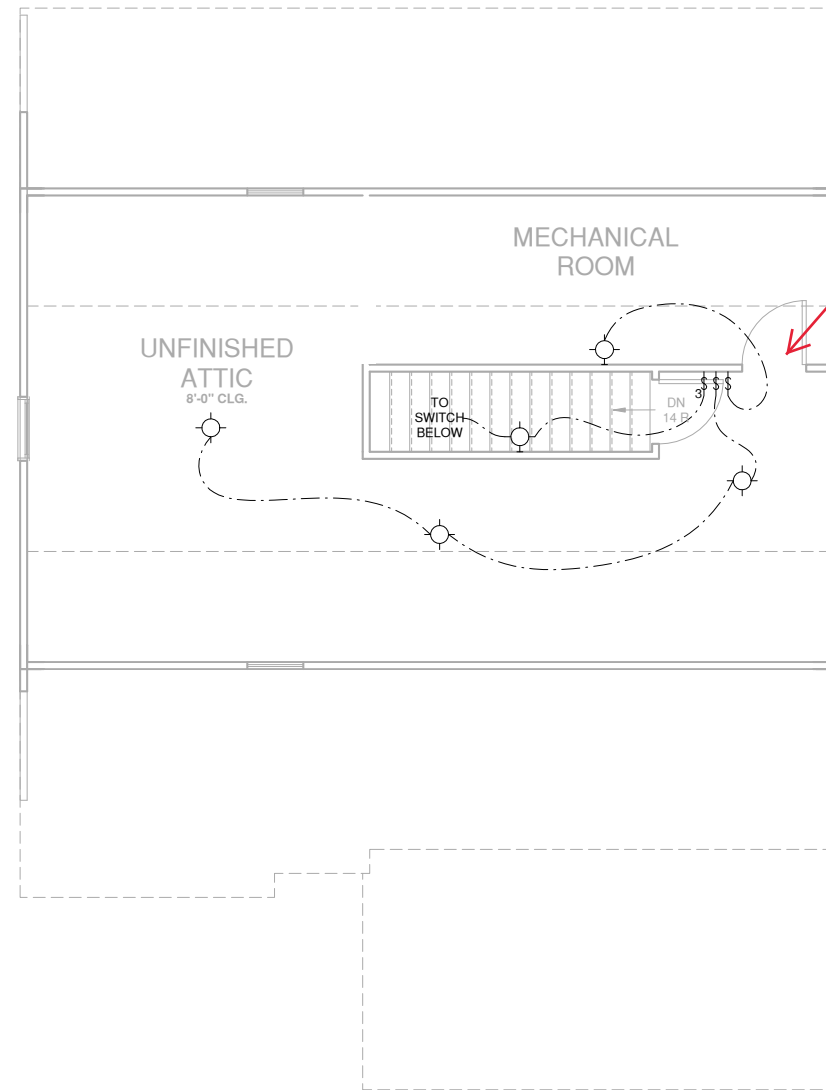 MECHANICAL
ROOM
UNFINISHED
ATTIC
8'-0" CLG.
TO
SWITCH
BELOW
DN
14 R
S S S
3